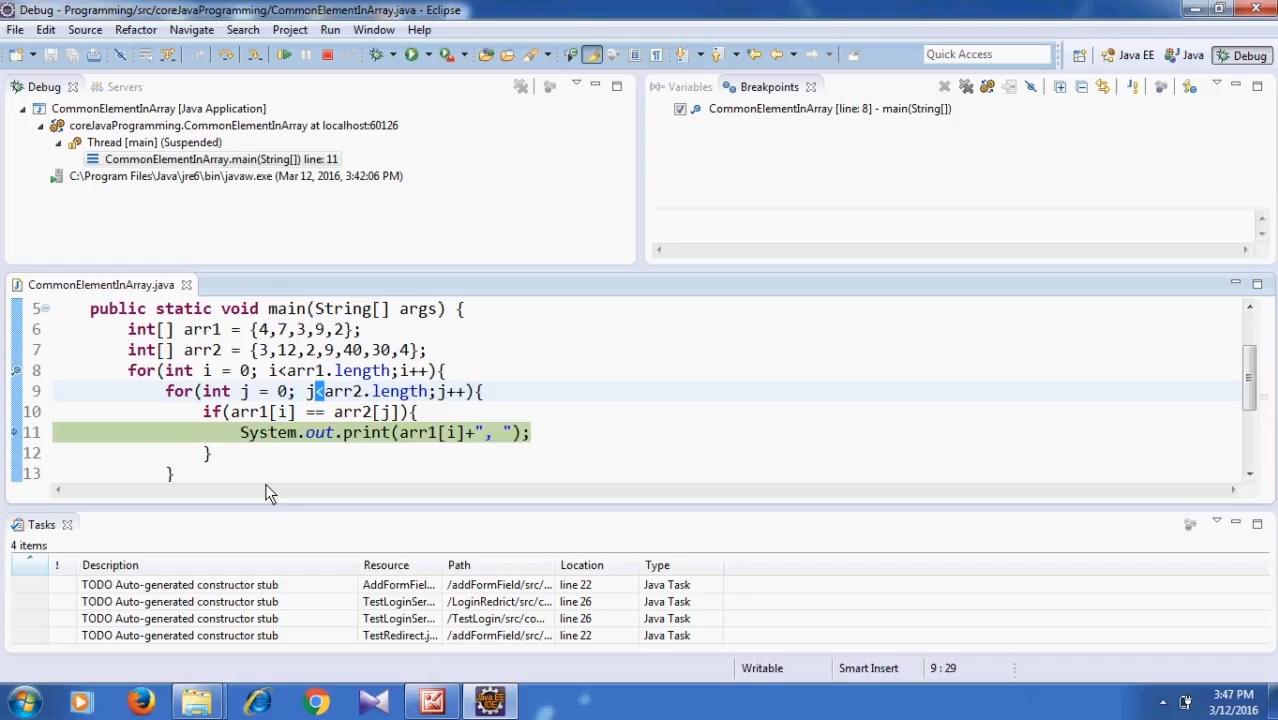 Debug - Programming/src/coreJavaProgramming/CommonElementInArray.java - Eclipse
File Edit Source Refactor Navigate Search Project Run Window Help
Quick Access Java EE Java Debug
Debug Servers
CommonElementInArray [Java Application]
coreJavaProgramming.CommonElementInArray at localhost:60126
Thread [main] (Suspended)
CommonElementInArray.main(String[]) line: 11
C:\Program Files\Java\jre6\bin\javaw.exe (Mar 12, 2016, 3:42:06 PM)
(x)= Variables Breakpoints
CommonElementInArray [line: 8] - main(String[])
CommonElementInArray.java
5 public static void main(String[] args) {
6 int[] arr1 = {4,7,3,9,2};
7 int[] arr2 = {3,12,2,9,40,30,4};
8 for(int i = 0; i<arr1.length;i++){
9 for(int j = 0; j<arr2.length;j++){
10 if(arr1[i] == arr2[j]){
11 System.out.print(arr1[i]+", ");
12 }
13 }
Tasks
4 items
! Description Resource Path Location Type
TODO Auto-generated constructor stub AddFormFiel... /addFormField/src/... line 22 Java Task
TODO Auto-generated constructor stub TestLoginSer... /LoginRedrict/src/c... line 26 Java Task
TODO Auto-generated constructor stub TestLoginSer... /TestLogin/src/co... line 26 Java Task
TODO Auto-generated constructor stub TestRedirect.j... /addFormField/src/... line 22 Java Task
Writable Smart Insert 9 : 29
Java EE
IDE
3:47 PM
3/12/2016